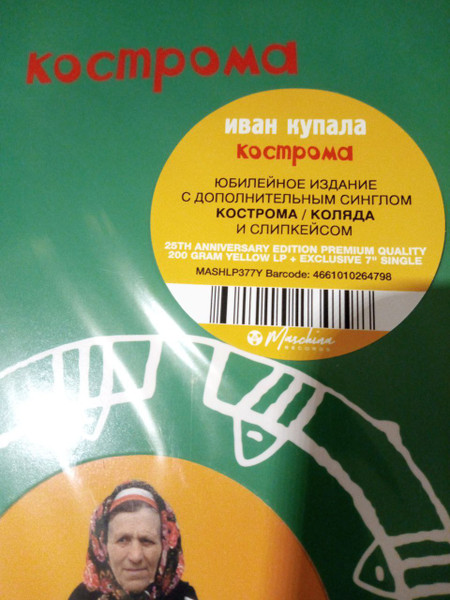 кострома
иван купала
кострома
ЮБИЛЕЙНОЕ ИЗДАНИЕ
С ДОПОЛНИТЕЛЬНЫМ СИНГЛОМ
КОСТРОМА / КОЛЯДА
И СЛИПКЕЙСОМ
25TH ANNIVERSARY EDITION PREMIUM QUALITY
200 GRAM YELLOW LP + EXCLUSIVE 7" SINGLE
MASHLP377Y Barcode: 4661010264798
Maschina
RECORDS